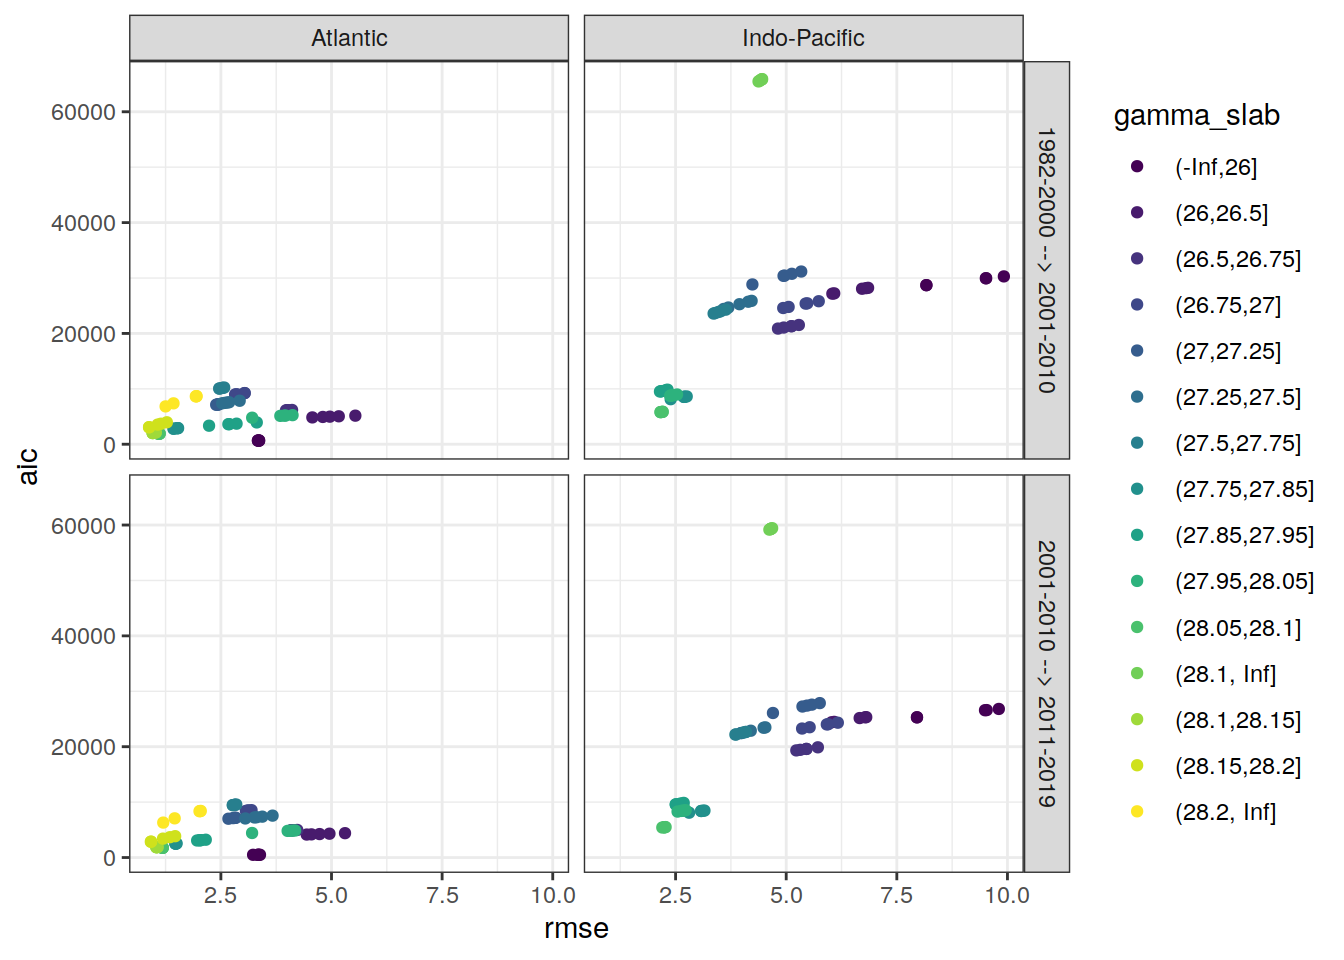 Atlantic
Indo-Pacific
1982-2000 --> 2001-2010
2001-2010 --> 2011-2019
60000
40000
20000
0
60000
40000
20000
0
aic
2.5
5.0
7.5
10.0
2.5
5.0
7.5
10.0
rmse
gamma_slab
(-Inf,26]
(26,26.5]
(26.5,26.75]
(26.75,27]
(27,27.25]
(27.25,27.5]
(27.5,27.75]
(27.75,27.85]
(27.85,27.95]
(27.95,28.05]
(28.05,28.1]
(28.1, Inf]
(28.1,28.15]
(28.15,28.2]
(28.2, Inf]